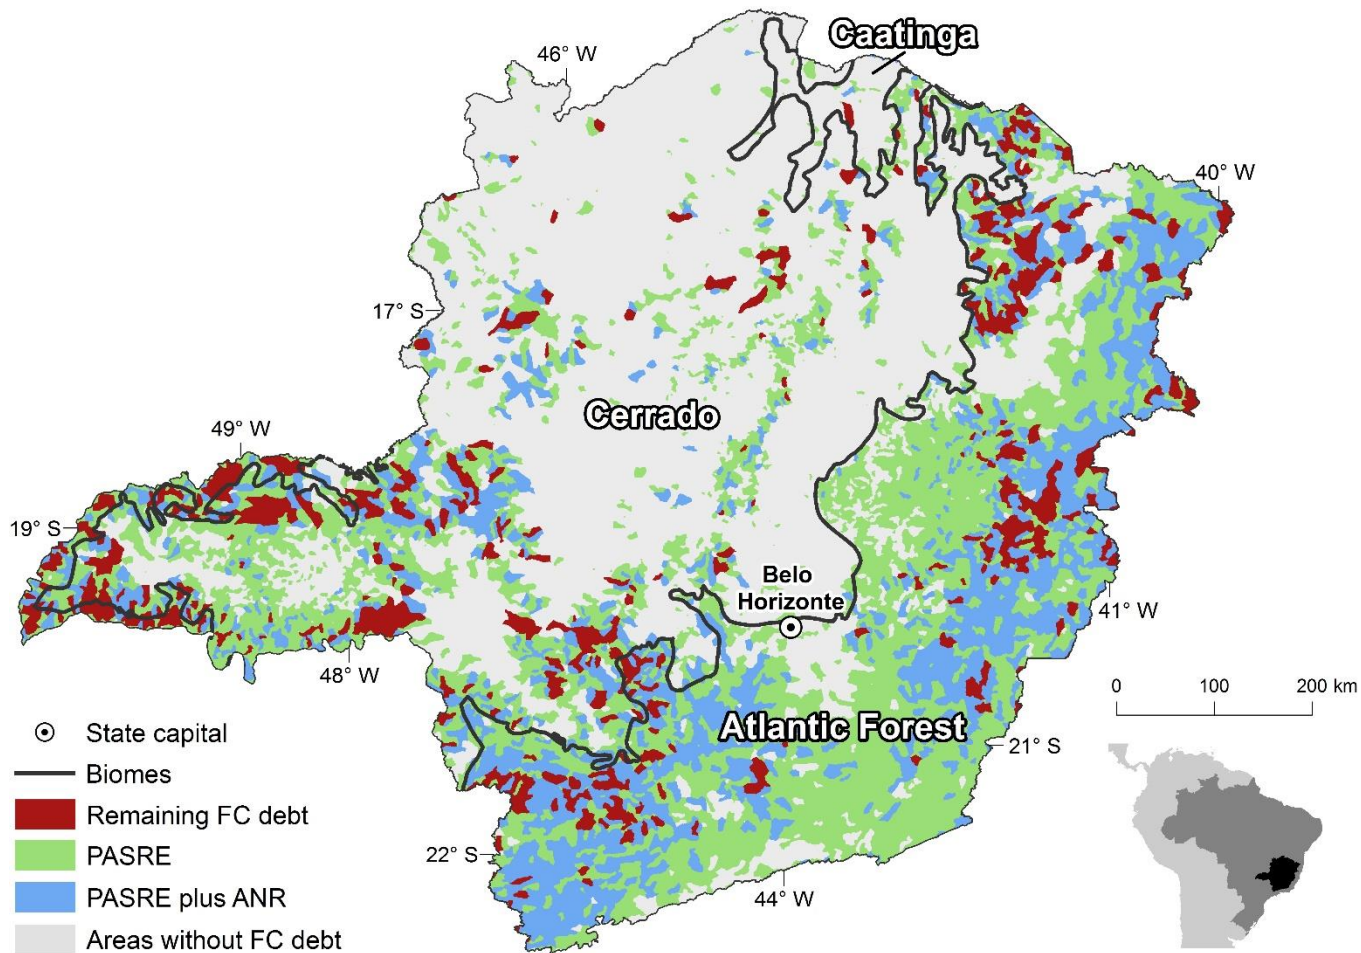 Caatinga
46° W
40° W
17° S
Cerrado
49° W
19° S
Belo
Horizonte
41° W
48° W
0 100 200 km
State capital
Atlantic Forest
21° S
Biomes
Remaining FC debt
PASRE
22° S
PASRE plus ANR
44° W
Areas without FC debt